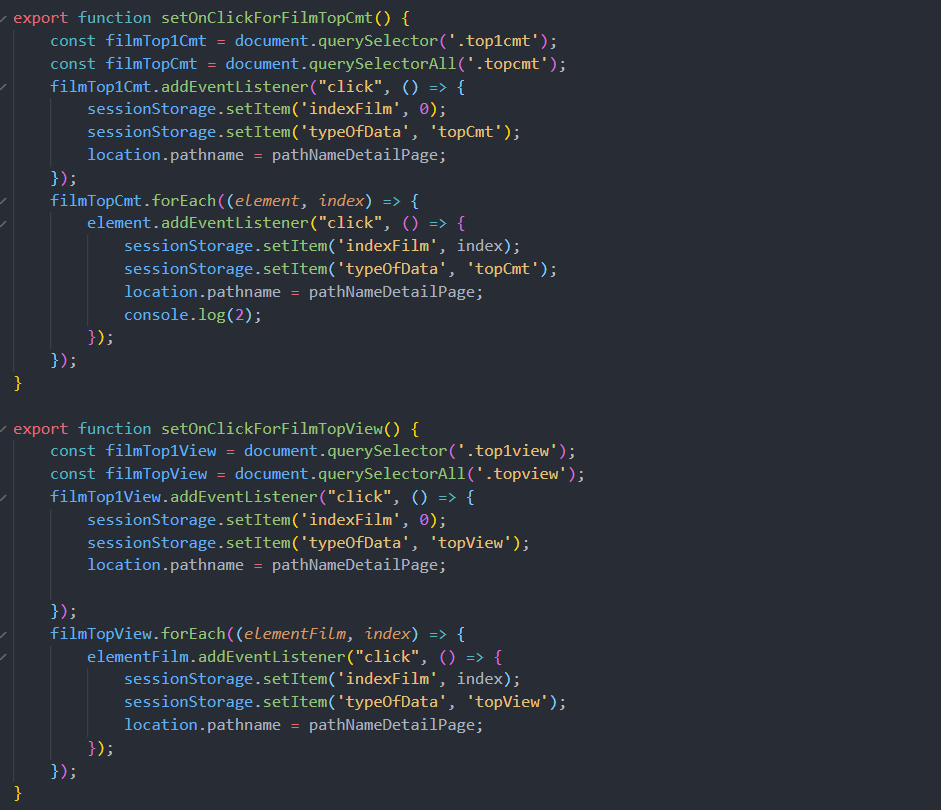 export function setOnClickForFilmTopCmt() {
    const filmTop1Cmt = document.querySelector('.top1cmt');
    const filmTopCmt = document.querySelectorAll('.topcmt');
    filmTop1Cmt.addEventListener("click", () => {
        sessionStorage.setItem('indexFilm', 0);
        sessionStorage.setItem('typeOfData', 'topCmt');
        location.pathname = pathNameDetailPage;
    });
    filmTopCmt.forEach((element, index) => {
        element.addEventListener("click", () => {
            sessionStorage.setItem('indexFilm', index);
            sessionStorage.setItem('typeOfData', 'topCmt');
            location.pathname = pathNameDetailPage;
            console.log(2);
        });
    });
}

export function setOnClickForFilmTopView() {
    const filmTop1View = document.querySelector('.top1view');
    const filmTopView = document.querySelectorAll('.topview');
    filmTop1View.addEventListener("click", () => {
        sessionStorage.setItem('indexFilm', 0);
        sessionStorage.setItem('typeOfData', 'topView');
        location.pathname = pathNameDetailPage;

    });
    filmTopView.forEach((elementFilm, index) => {
        elementFilm.addEventListener("click", () => {
            sessionStorage.setItem('indexFilm', index);
            sessionStorage.setItem('typeOfData', 'topView');
            location.pathname = pathNameDetailPage;
        });
    });
}